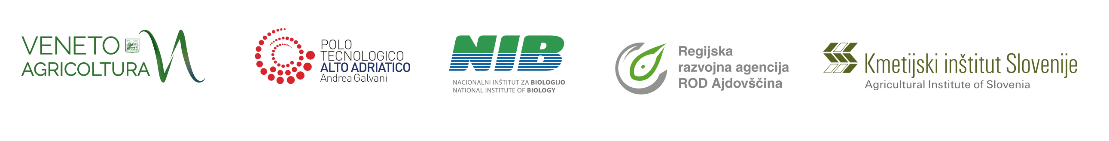 VENETO
AGRICOLTURA
POLO
TECNOLOGICO
ALTO ADRIATICO
Andrea Galvani
NIB
NACIONALNI INŠTITUT ZA BIOLOGIJO
NATIONAL INSTITUTE OF BIOLOGY
Regijska
razvojna agencija
ROD Ajdovščina
Kmetijski inštitut Slovenije
Agricultural Institute of Slovenia